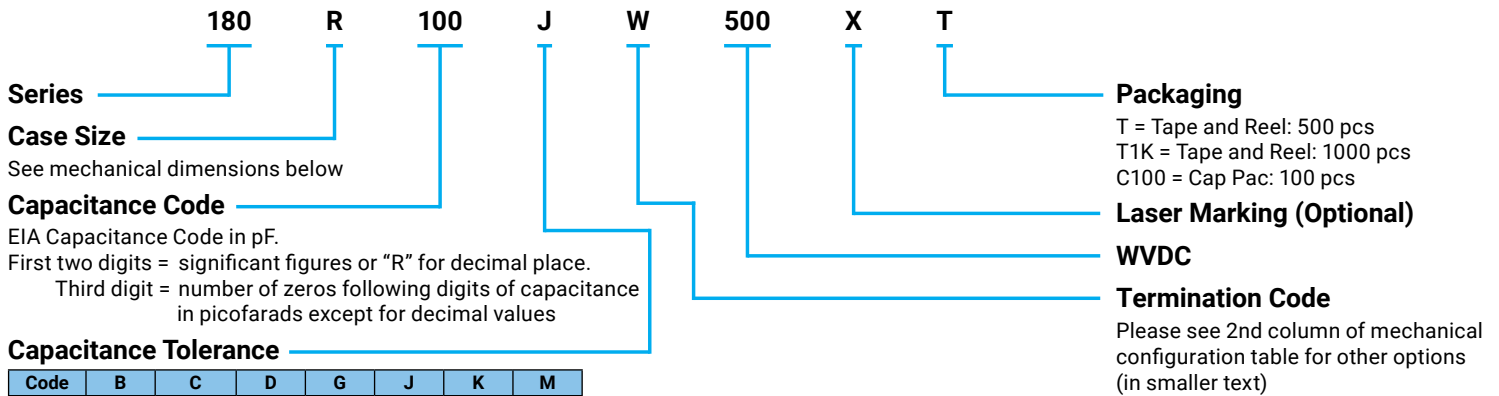 180 R 100 J W 500 X T
Series
Case Size
See mechanical dimensions below
Capacitance Code
EIA Capacitance Code in pF.
First two digits = significant figures or “R” for decimal place.
Third digit = number of zeros following digits of capacitance
in picofarads except for decimal values
Capacitance Tolerance
Code B C D G J K M
Packaging
T = Tape and Reel: 500 pcs
T1K = Tape and Reel: 1000 pcs
C100 = Cap Pac: 100 pcs
Laser Marking (Optional)
WVDC
Termination Code
Please see 2nd column of mechanical
configuration table for other options
(in smaller text)